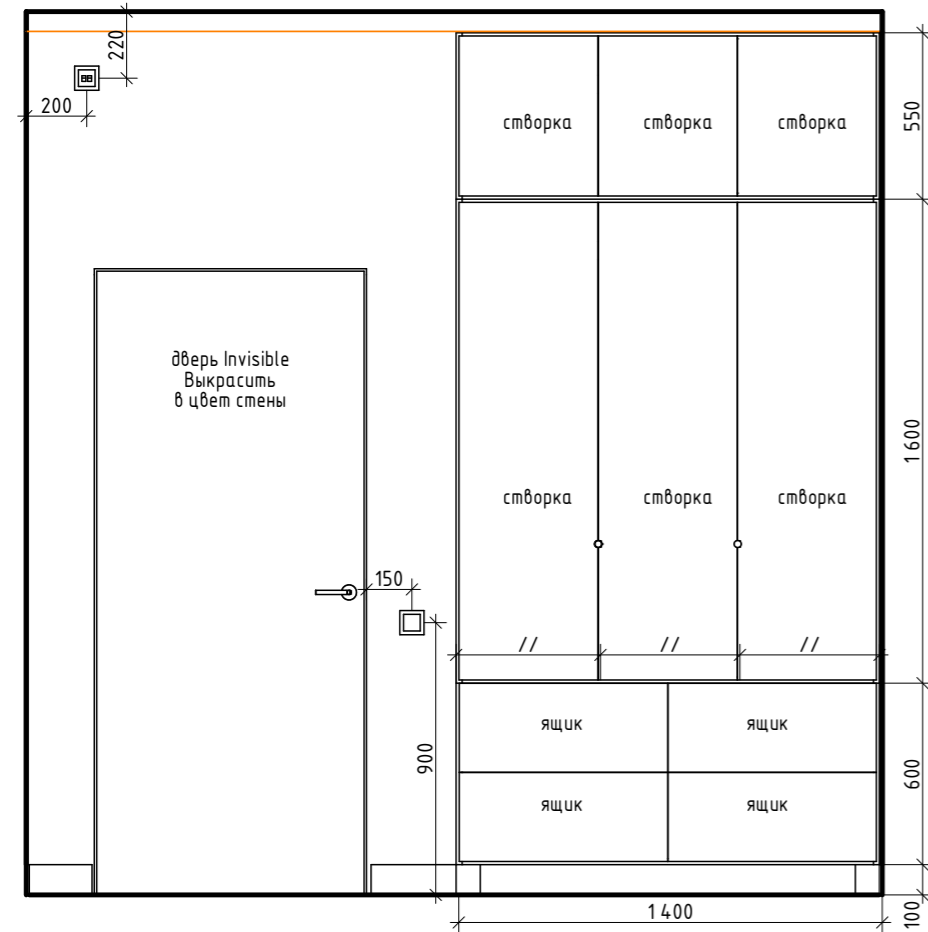 220
200
створка створка створка
550
дверь Invisible
Выкрасить
в цвет стены
1600
створка створка створка
150
// // //
ящик ящик
900
600
ящик ящик
1400
100